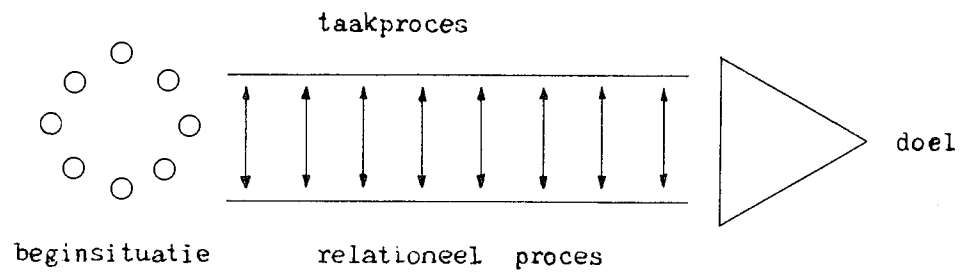 taakproces
doel
beginsituatie
relationeel proces